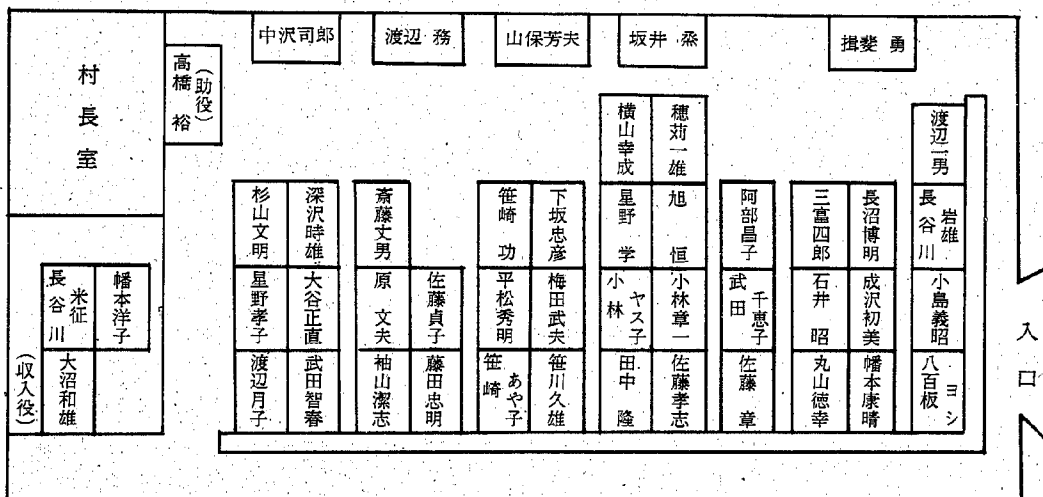 中沢司郎
渡辺 務
山保芳夫
坂井 粂
揖斐 勇
村長室
(助役)
高橋 裕
横山幸成
穂苅一雄
渡辺二男
杉山文明
深沢時雄
斎藤丈男
笹崎 功
下坂忠彦
星野 学
旭 恒
阿部昌子
三富四郎
長沼博明
長谷川 岩雄
長谷川 米征
幡本洋子
星野孝子
大谷正直
原 文夫
佐藤貞子
平松秀明
梅田武夫
小林 ヤス子
小林章一
武田 千恵子
石井 昭
成沢初美
小島義昭
入口
(収入役)
大沼和雄
渡辺月子
武田智春
袖山潔志
藤田忠明
笹崎 あや子
笹川久雄
田中 隆
佐藤孝志
佐藤 章
丸山徳幸
幡本康晴
八百板 ヨシ